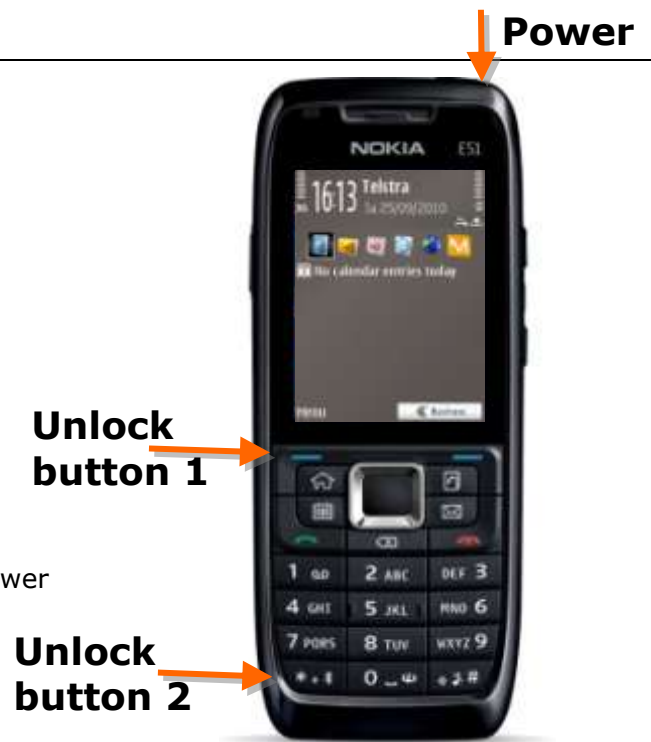 Power
NOKIA E51
16:13 Telstra
Sa 25/09/2010
No calendar entries today
Menu
Unlock
button 1
wer
1
2 ABC
DEF 3
4 GHI
5 JKL
MNO 6
7 PQRS
8 TUV
WXYZ 9
Unlock
button 2
* +
0
#